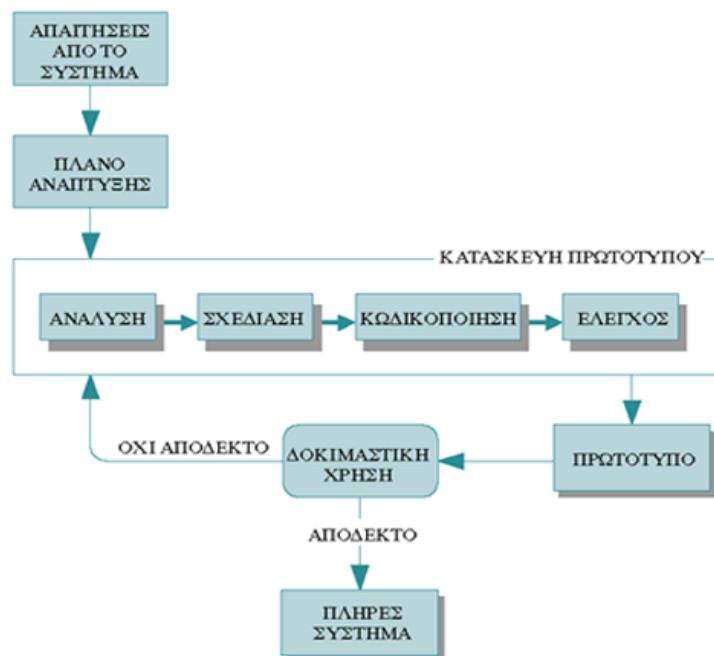 ΑΠΑΙΤΗΣΕΙΣ
ΑΠΟ ΤΟ
ΣΥΣΤΗΜΑ
ΠΛΑΝΟ
ΑΝΑΠΤΥΞΗΣ
ΚΑΤΑΣΚΕΥΗ ΠΡΩΤΟΤΥΠΟΥ
ΑΝΑΛΥΣΗ
ΣΧΕΔΙΑΣΗ
ΚΩΔΙΚΟΠΟΙΗΣΗ
ΕΛΕΓΧΟΣ
ΟΧΙ ΑΠΟΔΕΚΤΟ
ΔΟΚΙΜΑΣΤΙΚΗ
ΧΡΗΣΗ
ΠΡΩΤΟΤΥΠΟ
ΑΠΟΔΕΚΤΟ
ΠΛΗΡΕΣ
ΣΥΣΤΗΜΑ